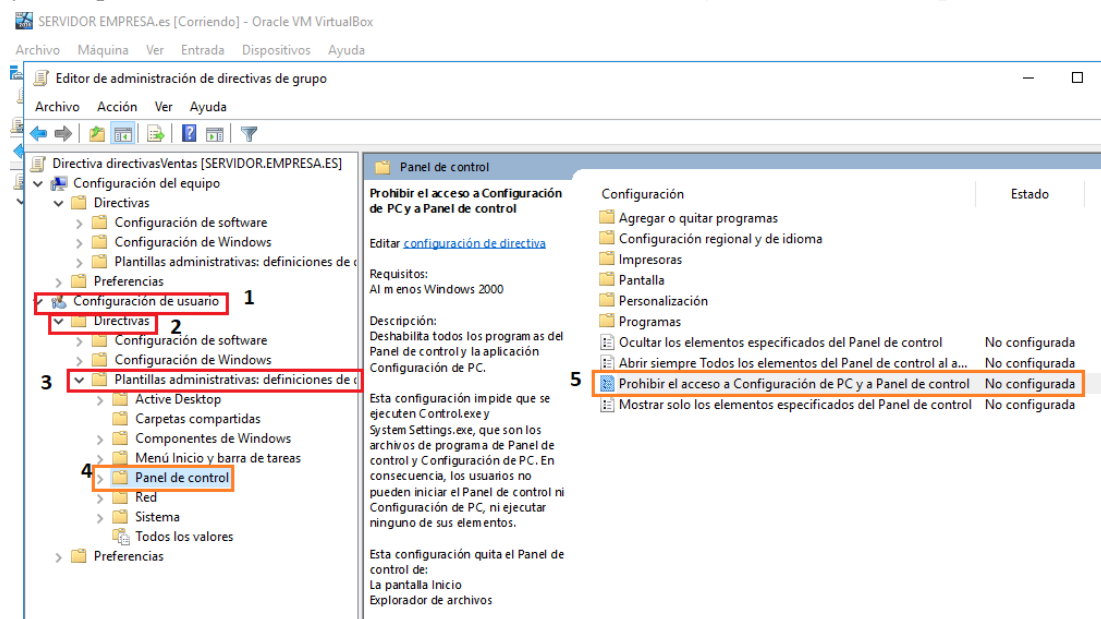 SERVIDOR EMPRESA.es [Corriendo] - Oracle VM VirtualBox
Archivo Máquina Ver Entrada Dispositivos Ayuda
Editor de administración de directivas de grupo
Archivo Acción Ver Ayuda
Directiva directivasVentas [SERVIDOR.EMPRESA.ES]
Configuración del equipo
Directivas
Configuración de software
Configuración de Windows
Plantillas administrativas: definiciones de
Preferencias
Configuración de usuario 1
Directivas 2
Configuración de software
Configuración de Windows
3 Plantillas administrativas: definiciones de
Active Desktop
Carpetas compartidas
Componentes de Windows
Menú Inicio y barra de tareas
4 Panel de control
Red
Sistema
Todos los valores
Preferencias
Panel de control
Prohibir el acceso a Configuración
de PC y a Panel de control
Editar configuración de directiva
Requisitos:
Al menos Windows 2000
Descripción:
Deshabilita todos los programas del
Panel de control y la aplicación
Configuración de PC.
Esta configuración impide que se
ejecuten Control.exe y
System Settings.exe, que son los
archivos de programa de Panel de
control y Configuración de PC. En
consecuencia, los usuarios no
pueden iniciar el Panel de control ni
Configuración de PC, ni ejecutar
ninguno de sus elementos.
Esta configuración quita el Panel de
control de:
La pantalla Inicio
Explorador de archivos
Configuración Estado
Agregar o quitar programas
Configuración regional y de idioma
Impresoras
Pantalla
Personalización
Programas
Ocultar los elementos especificados del Panel de control No configurada
Abrir siempre Todos los elementos del Panel de control al a... No configurada
5 Prohibir el acceso a Configuración de PC y a Panel de control No configurada
Mostrar solo los elementos especificados del Panel de control No configurada